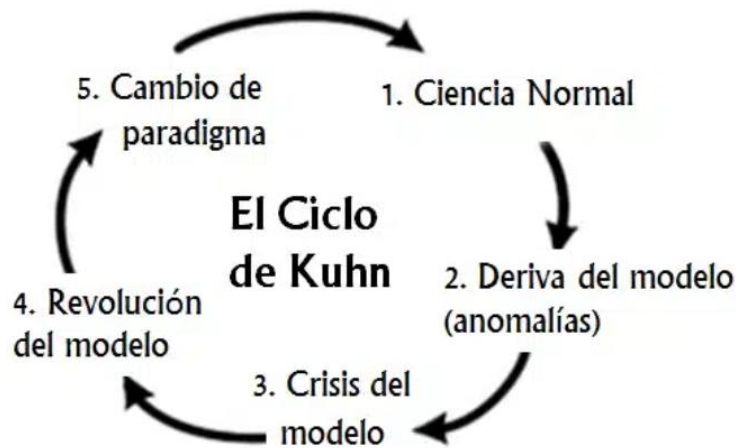 El Ciclo
de Kuhn
1. Ciencia Normal
2. Deriva del modelo
(anomalías)
3. Crisis del
modelo
4. Revolución
del modelo
5. Cambio de
paradigma